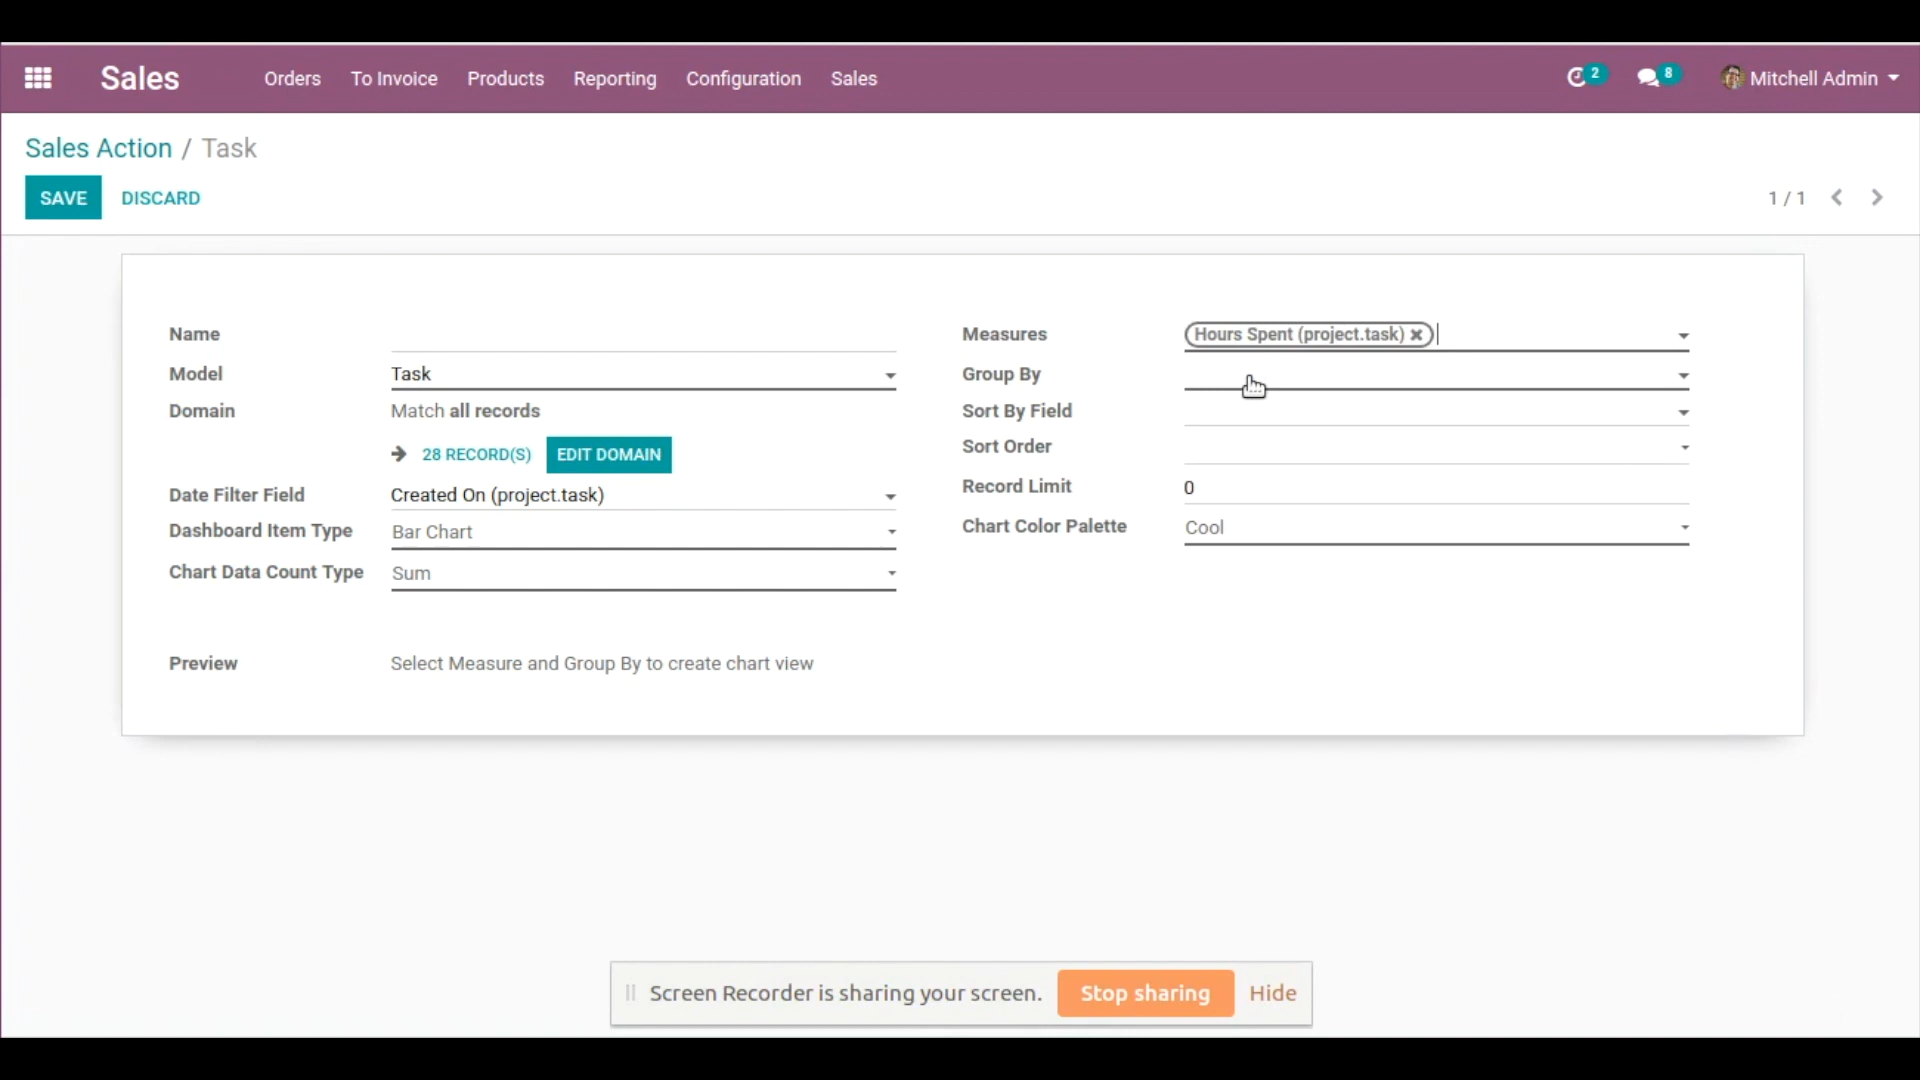 Sales Orders To Invoice Products Reporting Configuration Sales 2 8 Mitchell Admin
Sales Action / Task
SAVE DISCARD 1 / 1
Name
Model Task
Domain Match all records
28 RECORD(S) EDIT DOMAIN
Date Filter Field Created On (project.task)
Dashboard Item Type Bar Chart
Chart Data Count Type Sum
Measures Hours Spent (project.task)
Group By
Sort By Field
Sort Order
Record Limit 0
Chart Color Palette Cool
Preview Select Measure and Group By to create chart view
Screen Recorder is sharing your screen. Stop sharing Hide